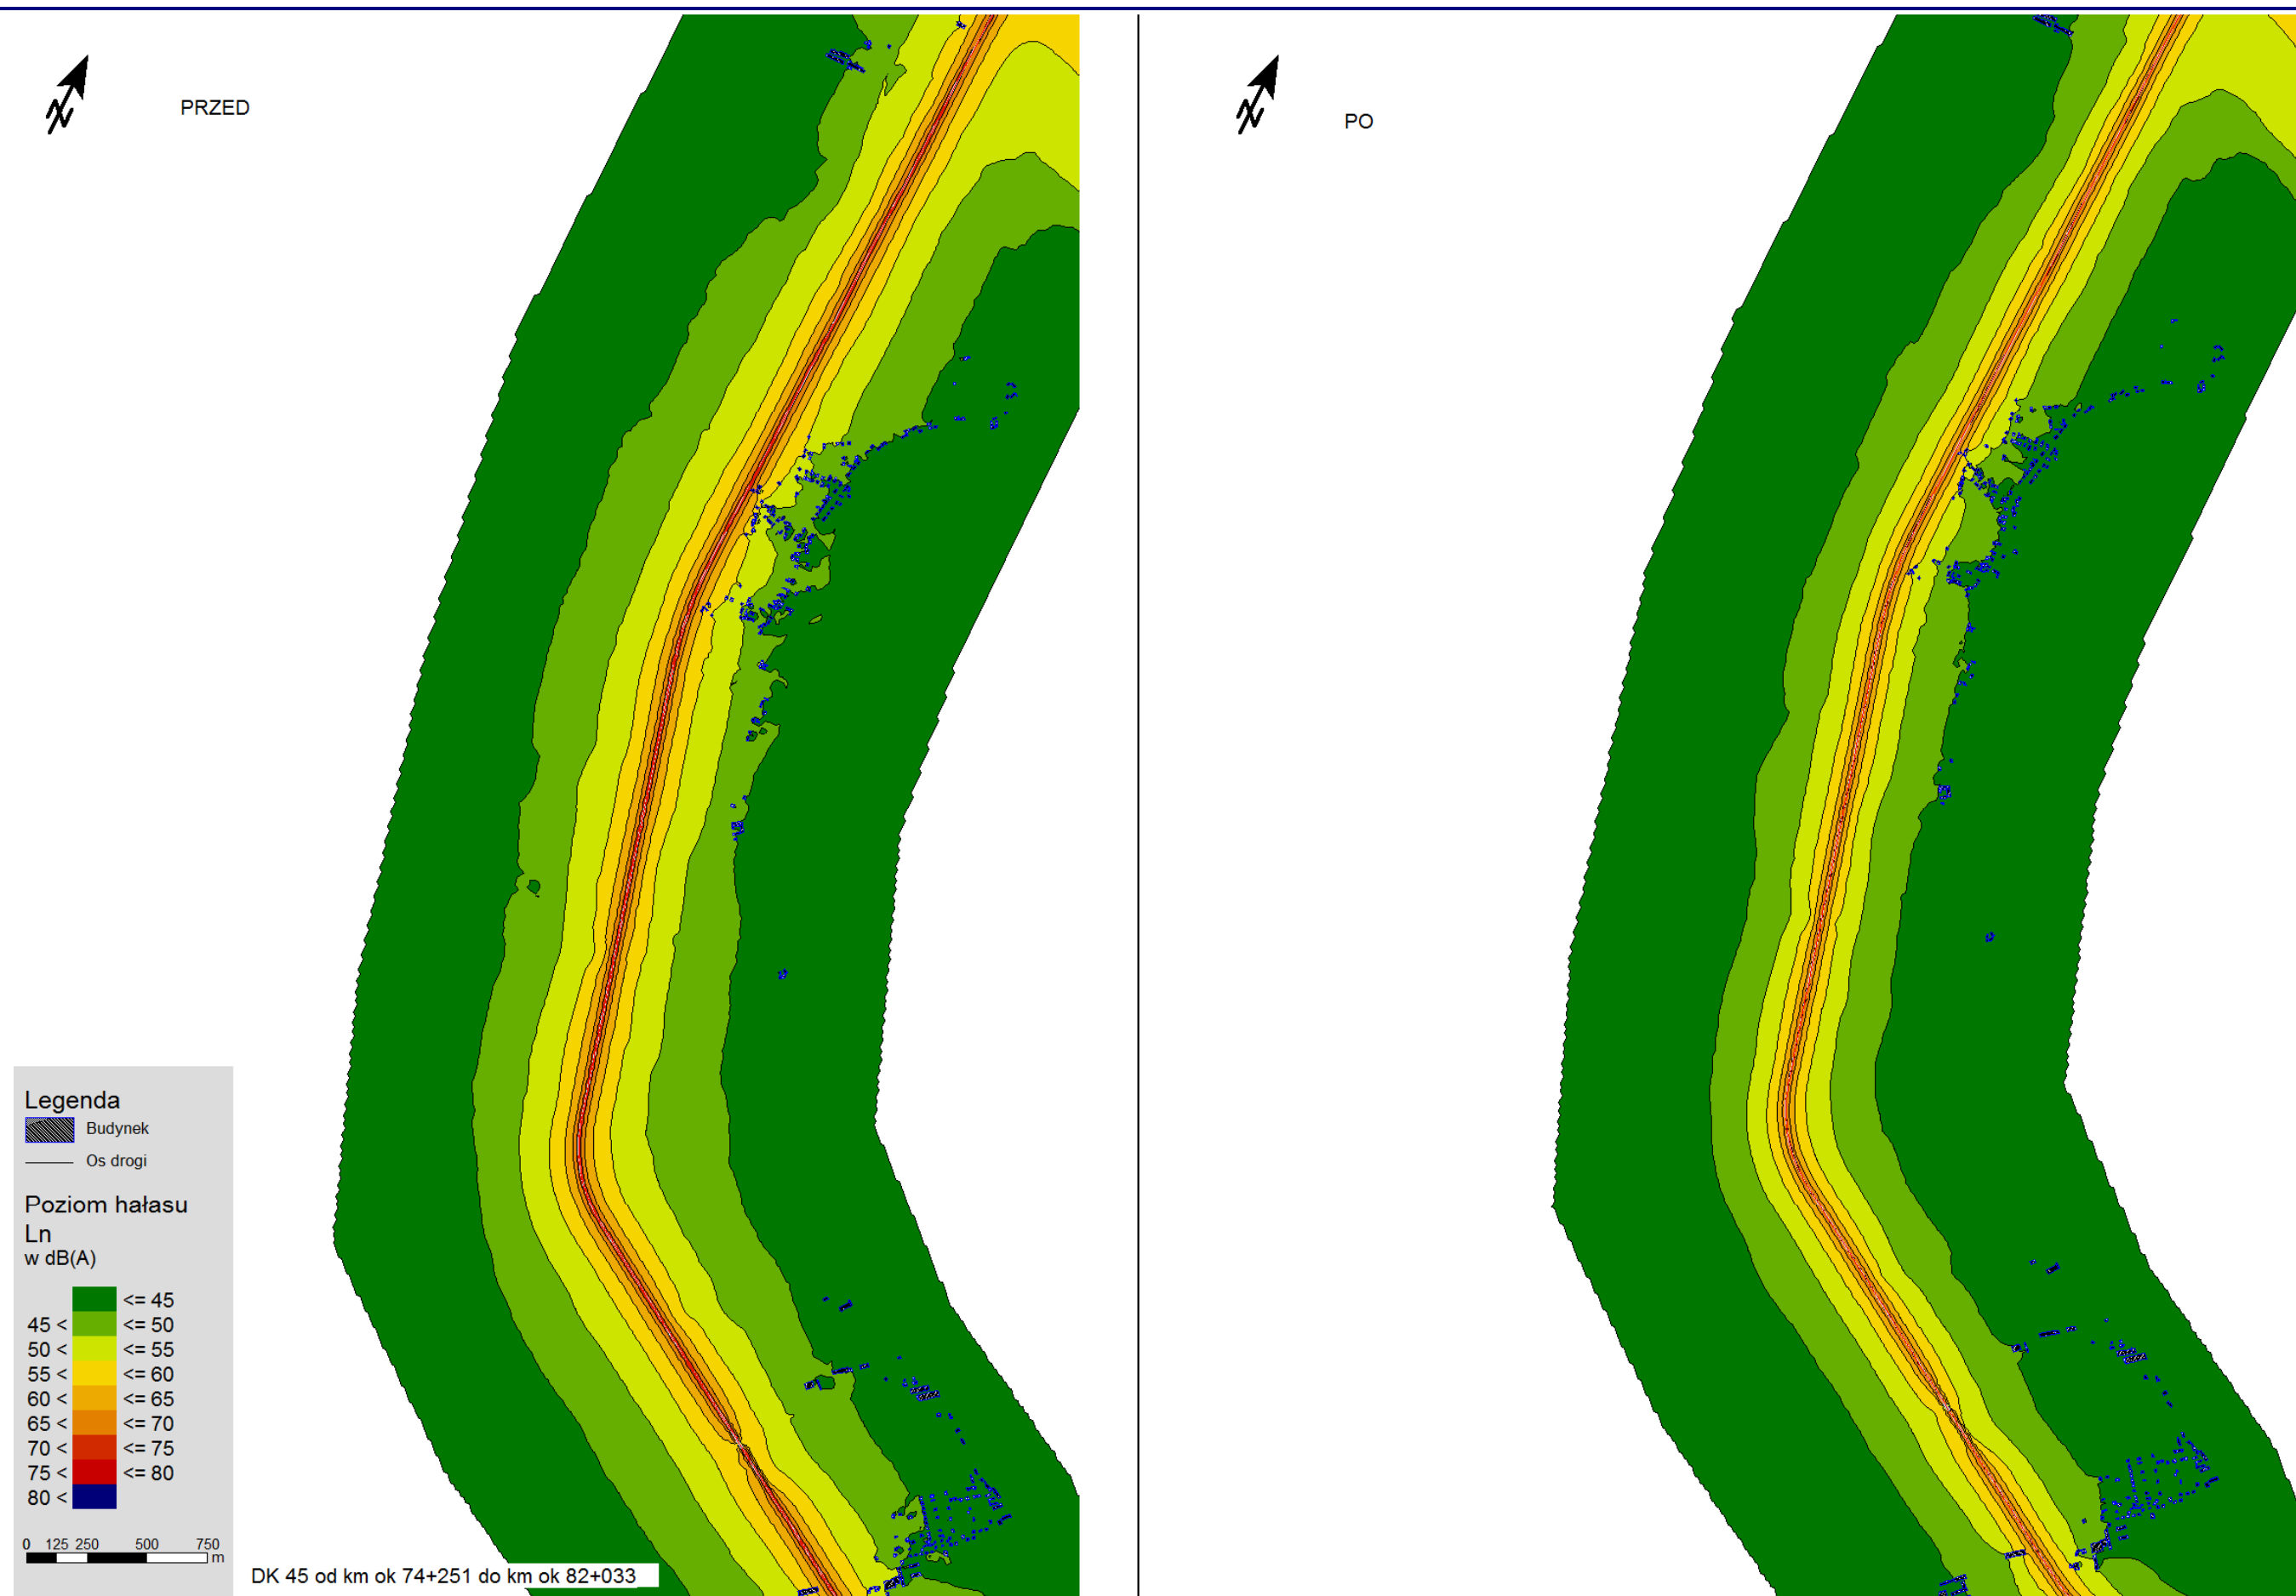 N
PRZED
N
PO
Legenda
Budynek
Os drogi
Poziom hałasu
Ln
w dB(A)
<= 45
45 < <= 50
50 < <= 55
55 < <= 60
60 < <= 65
65 < <= 70
70 < <= 75
75 < <= 80
80 <
0 125 250 500 750
m
DK 45 od km ok 74+251 do km ok 82+033